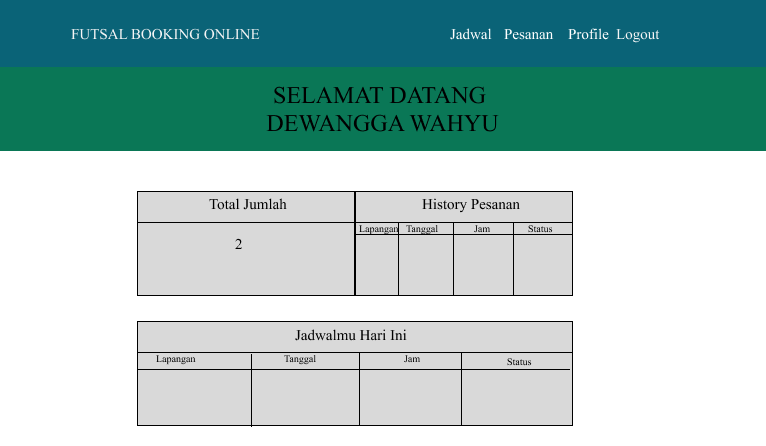 FUTSAL BOOKING ONLINE Jadwal Pesanan Profile Logout
SELAMAT DATANG
DEWANGGA WAHYU
Total Jumlah History Pesanan
Lapangan Tanggal Jam Status
2
Jadwalmu Hari Ini
Lapangan Tanggal Jam Status